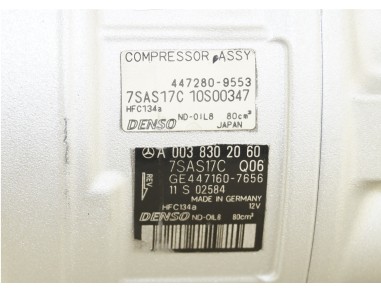 COMPRESSOR ASSY
447280-9553
7SAS17C 10S00347
HFC134a
ND-OIL8 80cm³
DENSO JAPAN
A 003 830 20 60
7SAS17C Q06
REV.
GE447160-7656
11 S 02584
MADE IN GERMANY
HFC134a 12V
DENSO ND-OIL8 80cm³